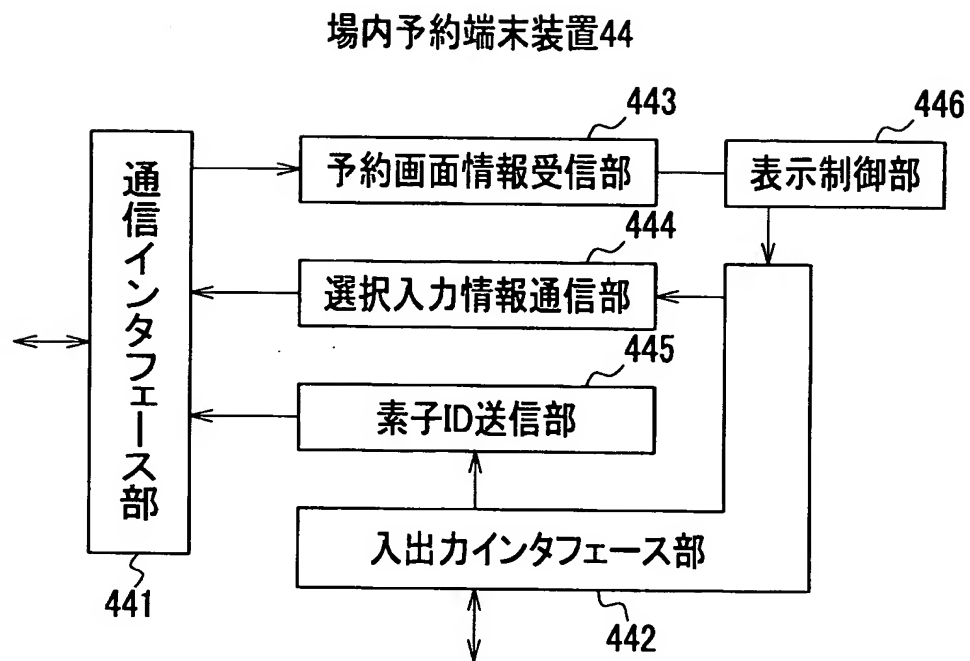 場内予約端末装置44
443
446
予約画面情報受信部
表示制御部
通信インタフェース部
444
選択入力情報通信部
445
素子ID送信部
入出力インタフェース部
441
442